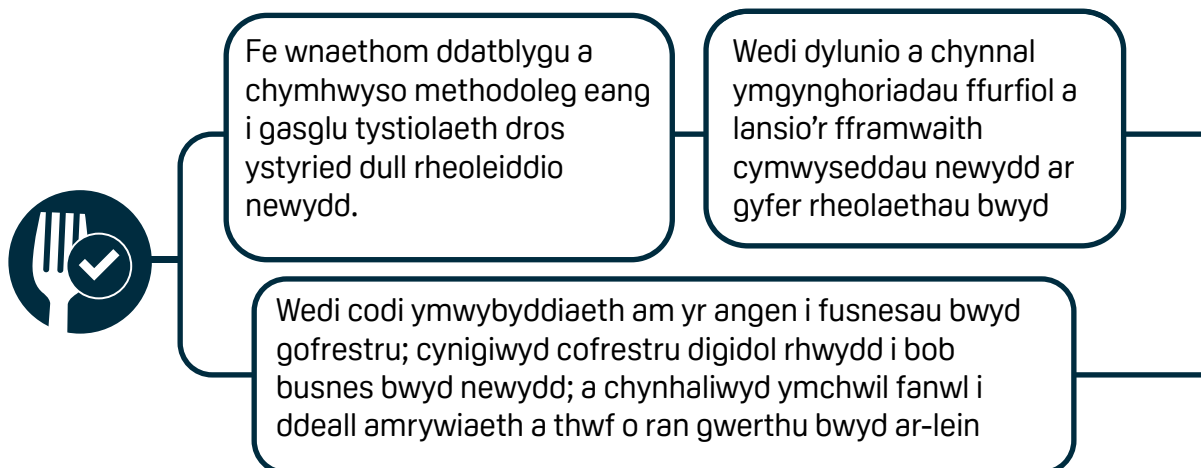 Fe wnaethom ddatblygu a
chymhwyso methodoleg eang
i gasglu tystiolaeth dros
ystyried dull rheoleiddio
newydd.
Wedi dylunio a chynnal
ymgynghoriadau ffurfiol a
lansio'r fframwaith
cymwyseddau newydd ar
gyfer rheolaethau bwyd
Wedi codi ymwybyddiaeth am yr angen i fusnesau bwyd
gofrestru; cynigiwyd cofrestru digidol rhwydd i bob
busnes bwyd newydd; a chynhaliwyd ymchwil fanwl i
ddeall amrywiaeth a thwf o ran gwerthu bwyd ar-lein